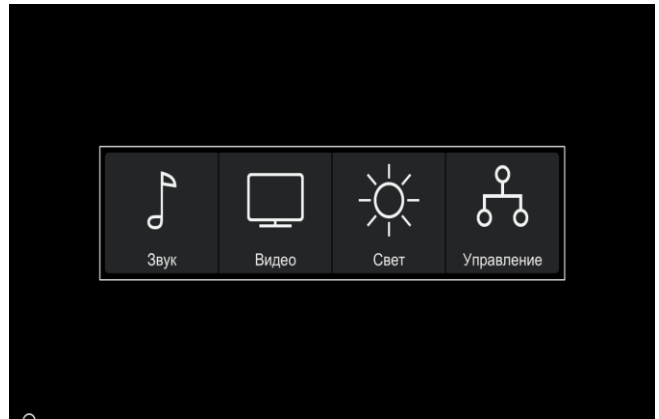 Звук
Видео
Свет
Управление